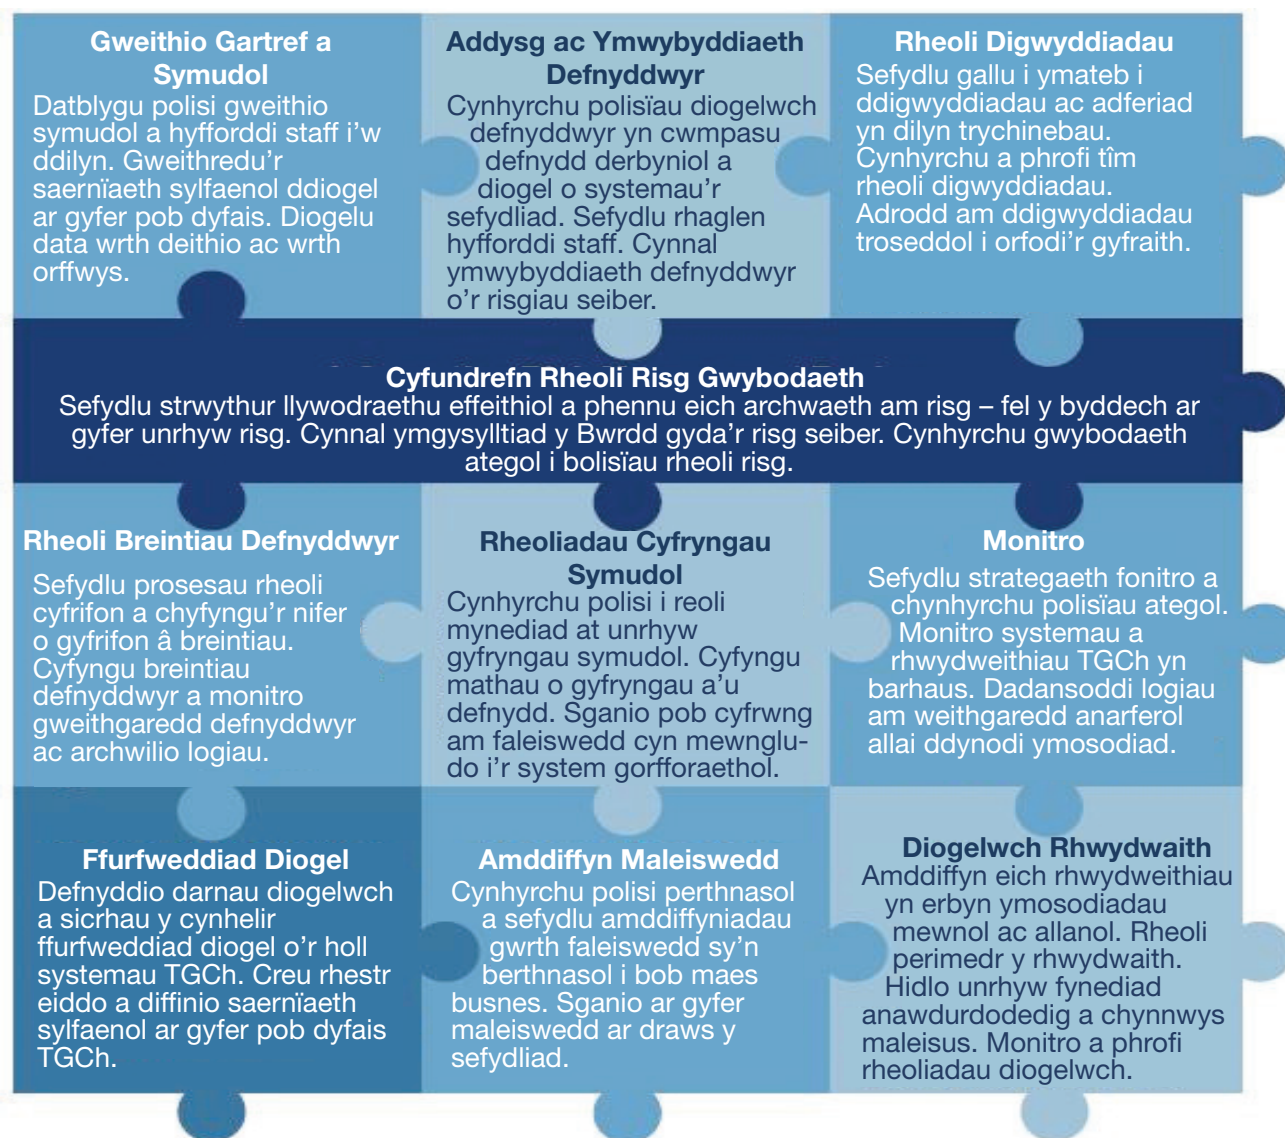 Gweithio Gartref a
Symudol
Datblygu polisi gweithio
symudol a hyfforddi staff i'w
ddilyn. Gweithredu'r
saernïaeth sylfaenol ddiogel
ar gyfer pob dyfais. Diogelu
data wrth deithio ac wrth
orffwys.
Addysg ac Ymwybyddiaeth
Defnyddwyr
Cynhyrchu polisïau diogelwch
defnyddwyr yn cwmpasu
defnydd derbyniol a
diogel o systemau'r
sefydliad. Sefydlu rhaglen
hyfforddi staff. Cynnal
ymwybyddiaeth defnyddwyr
o'r risgiau seiber.
Rheoli Digwyddiadau
Sefydlu gallu i ymateb i
ddigwyddiadau ac adferiad
yn dilyn trychinebau.
Cynhyrchu a phrofi tîm
rheoli digwyddiadau.
Adrodd am ddigwyddiadau
troseddol i orfodi'r gyfraith.
Cyfundrefn Rheoli Risg Gwybodaeth
Sefydlu strwythur llywodraethu effeithiol a phennu eich archwaeth am risg – fel y byddech ar
gyfer unrhyw risg. Cynnal ymgysylltiad y Bwrdd gyda'r risg seiber. Cynhyrchu gwybodaeth
ategol i bolisïau rheoli risg.
Rheoli Breintiau Defnyddwyr
Sefydlu prosesau rheoli
cyfrifon a chyfyngu'r nifer
o gyfrifon â breintiau.
Cyfyngu breintiau
defnyddwyr a monitro
gweithgaredd defnyddwyr
ac archwilio logiau.
Rheoliadau Cyfryngau
Symudol
Cynhyrchu polisi i reoli
mynediad at unrhyw
gyfryngau symudol. Cyfyngu
mathau o gyfryngau a'u
defnydd. Sganio pob cyfrwng
am faleiswedd cyn mewnglu-
do i'r system gorfforaethol.
Monitro
Sefydlu strategaeth fonitro a
chynhyrchu polisïau ategol.
Monitro systemau a
rhwydweithiau TGCh yn
barhaus. Dadansoddi logiau
am weithgaredd anarferol
allai ddynodi ymosodiad.
Ffurfweddiad Diogel
Defnyddio darnau diogelwch
a sicrhau y cynhelir
ffurfweddiad diogel o'r holl
systemau TGCh. Creu rhestr
eiddo a diffinio saernïaeth
sylfaenol ar gyfer pob dyfais
TGCh.
Amddiffyn Maleiswedd
Cynhyrchu polisi perthnasol
a sefydlu amddiffyniadau
gwrth faleiswedd sy'n
berthnasol i bob maes
busnes. Sganio ar gyfer
maleiswedd ar draws y
sefydliad.
Diogelwch Rhwydwaith
Amddiffyn eich rhwydweithiau
yn erbyn ymosodiadau
mewnol ac allanol. Rheoli
perimedr y rhwydwaith.
Hidlo unrhyw fynediad
anawdurdodedig a chynnwys
maleisus. Monitro a phrofi
rheoliadau diogelwch.